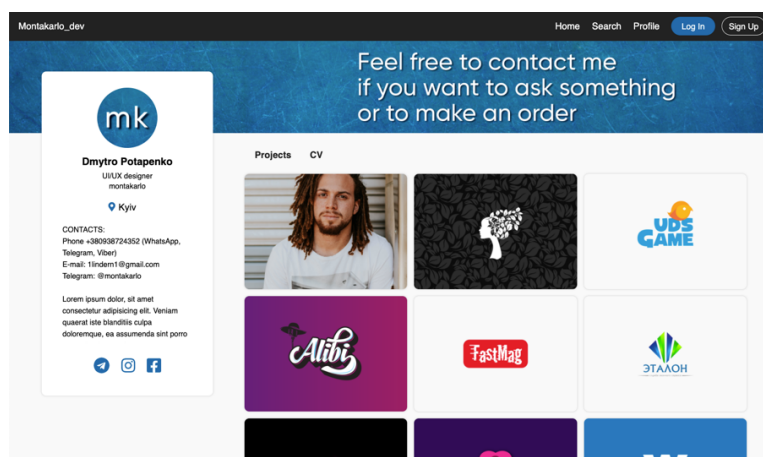 Montakarlo_dev
Home Search Profile Log In Sign Up
Feel free to contact me
if you want to ask something
or to make an order
mk
Dmytro Potapenko
UI/UX designer
montakarlo
Kyiv
CONTACTS:
Phone +380938724352 (WhatsApp,
Telegram, Viber)
E-mail: 1lindem1@gmail.com
Telegram: @montakarlo
Lorem ipsum dolor, sit amet
consectetur adipisicing elit. Veniam
quaerat iste blanditiis culpa
doloremque, ea assumenda sint porro
Projects CV
UDS
GAME
Alibi
FastMag
ЭТАЛОН